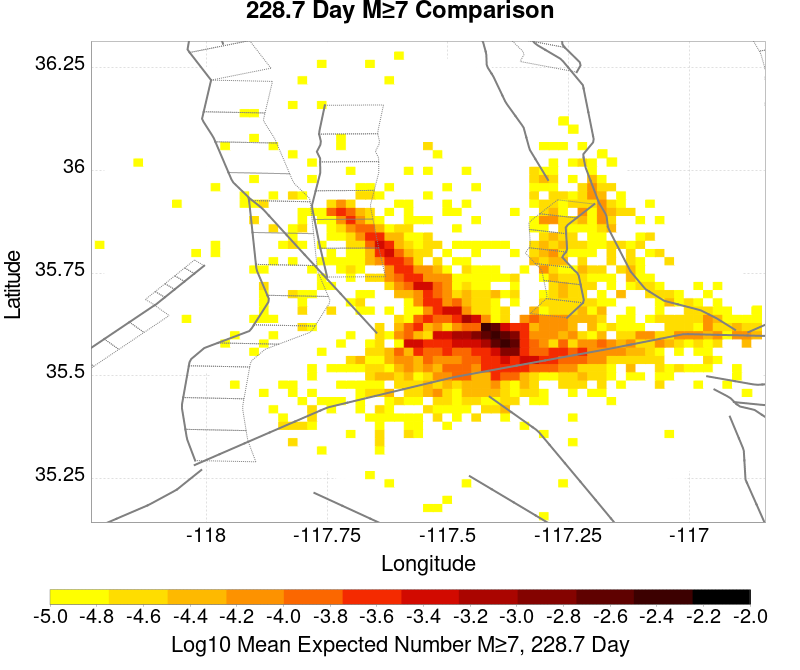 228.7 Day M≥7 Comparison
Latitude
36.25
36
35.75
35.5
35.25
-118 -117.75 -117.5 -117.25 -117
Longitude
-5.0 -4.8 -4.6 -4.4 -4.2 -4.0 -3.8 -3.6 -3.4 -3.2 -3.0 -2.8 -2.6 -2.4 -2.2 -2.0
Log10 Mean Expected Number M≥7, 228.7 Day